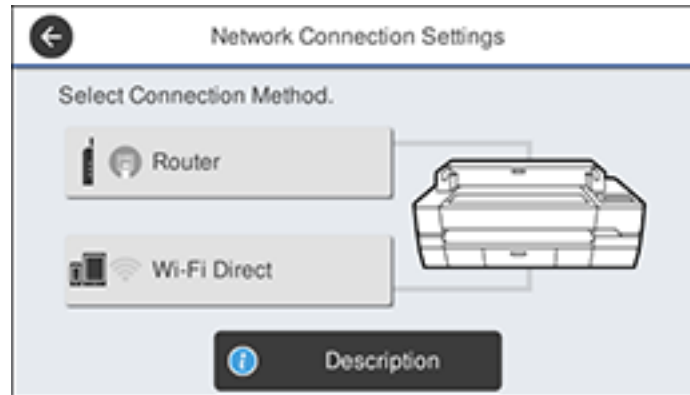 Network Connection Settings
Select Connection Method.
Router
Wi-Fi Direct
Description